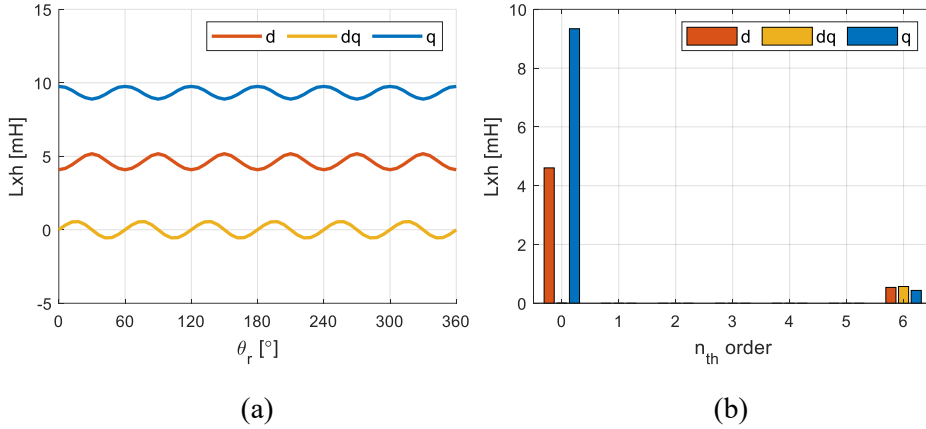 15
10
5
0
-5
Lxh [mH]
d dq q
0 60 120 180 240 300 360
θr [°]
(a)
10
8
6
4
2
0
Lxh [mH]
d dq q
0 1 2 3 4 5 6
nth order
(b)